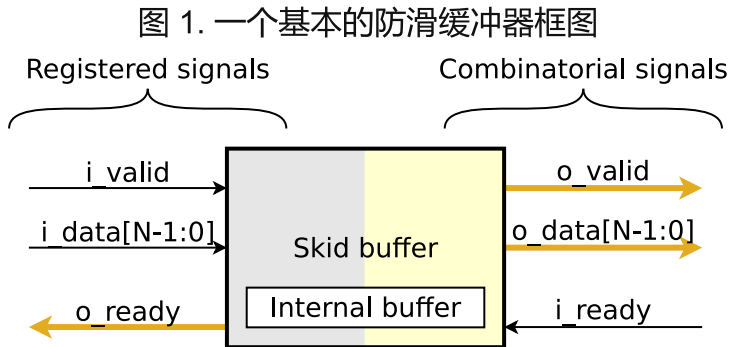 图 1. 一个基本的防滑缓冲器框图
Registered signals
Combinatorial signals
i_valid
o_valid
i_data[N-1:0]
o_data[N-1:0]
Skid buffer
o_ready
Internal buffer
i_ready